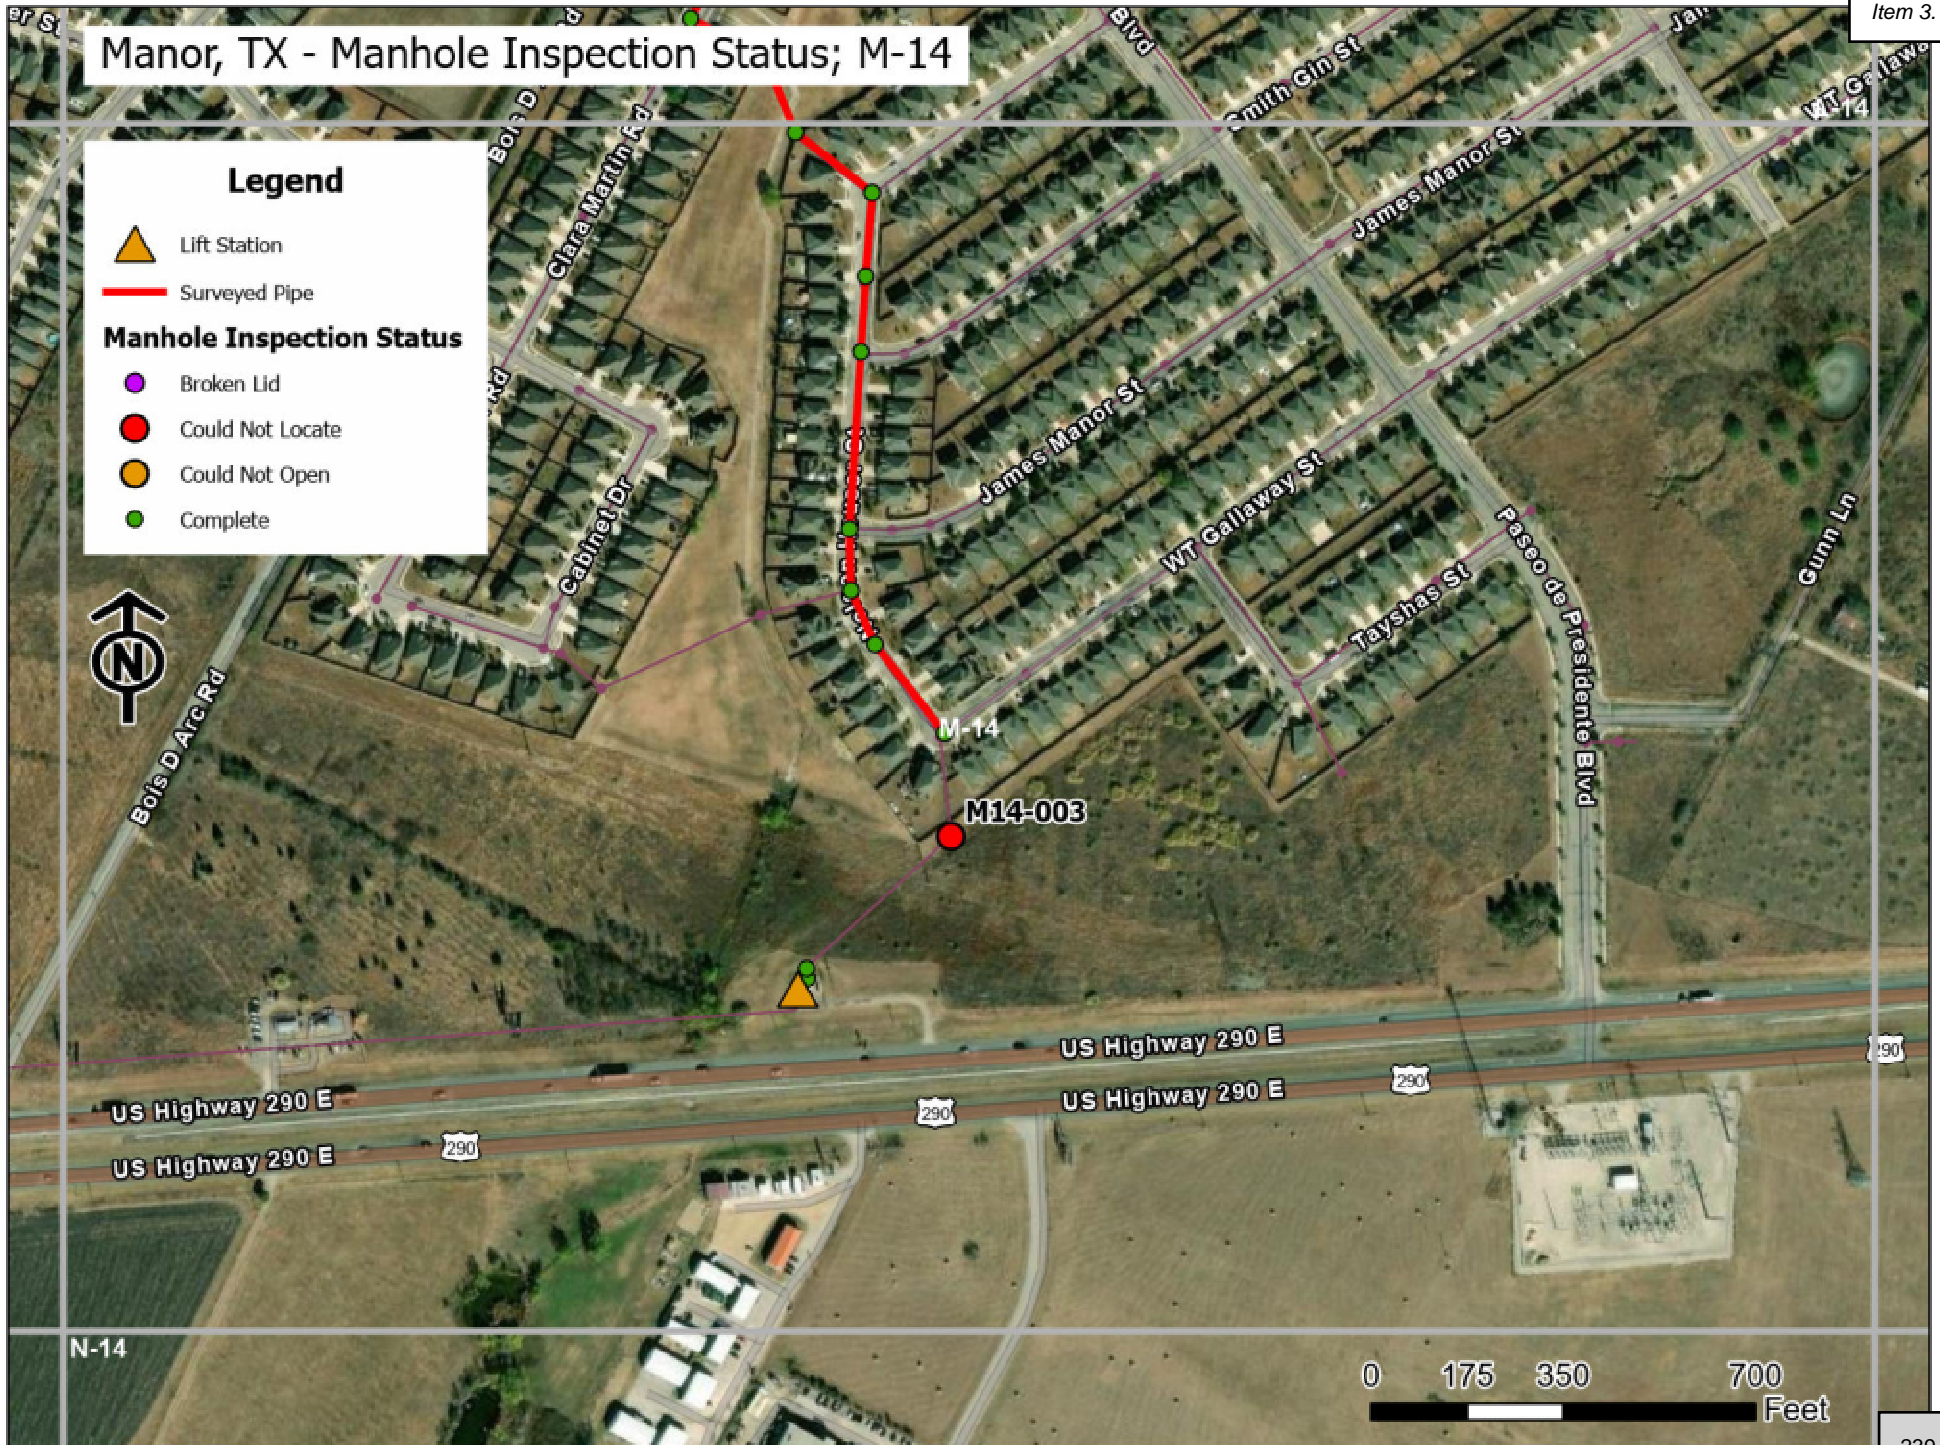 Item 3.
Manor, TX - Manhole Inspection Status; M-14
Legend
Lift Station
Surveyed Pipe
Manhole Inspection Status
Broken Lid
Could Not Locate
Could Not Open
Complete
N
Bois D
Clara Martin Rd
Rd
Cabinet Dr
Bois D Arc Rd
Blvd
Smith Gin St
James Manor St
WT Gallaway
James Manor St
WT Gallaway St
Tayshas St
Paseo de Presidente Blvd
Gunn Ln
M-14
M14-003
US Highway 290 E
US Highway 290 E
US Highway 290 E
US Highway 290 E
290
290
290
290
N-14
0 175 350 700
Feet